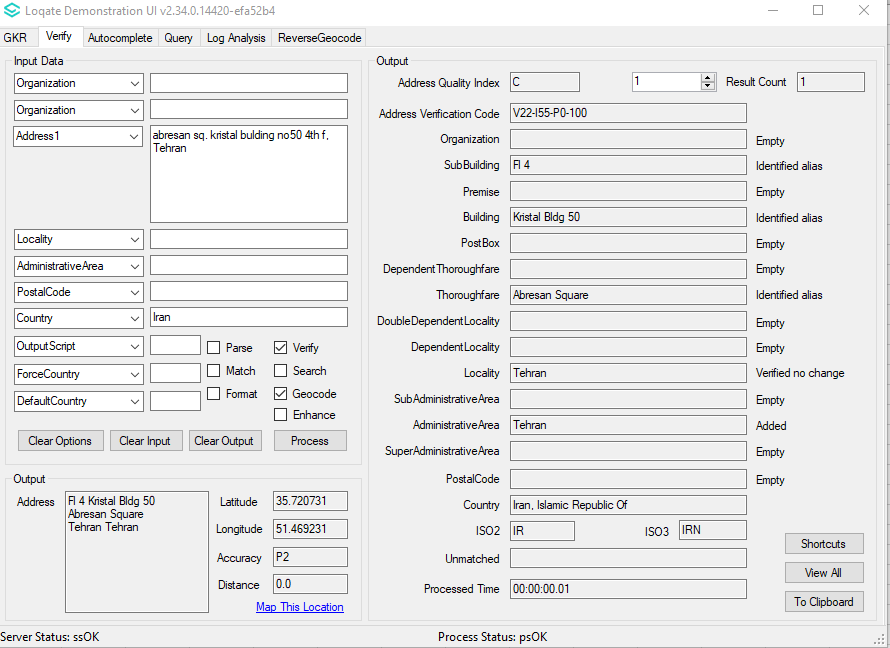 Loqate Demonstration UI v2.34.0.14420-efa52b4
GKR Verify Autocomplete Query Log Analysis ReverseGeocode
Input Data
Organization
Organization
Address1 abresan sq. kristal bulding no50 4th f,
Tehran
Locality
AdministrativeArea
PostalCode
Country Iran
OutputScript Parse Verify
ForceCountry Match Search
DefaultCountry Format Geocode
Enhance
Clear Options Clear Input Clear Output Process
Output
Address Fl 4 Kristal Bldg 50
Abresan Square
Tehran Tehran
Latitude 35.720731
Longitude 51.469231
Accuracy P2
Distance 0.0
Map This Location
Output
Address Quality Index C 1 Result Count 1
Address Verification Code V22-I55-P0-100
Organization Empty
SubBuilding Fl 4 Identified alias
Premise Empty
Building Kristal Bldg 50 Identified alias
PostBox Empty
DependentThoroughfare Empty
Thoroughfare Abresan Square Identified alias
DoubleDependentLocality Empty
DependentLocality Empty
Locality Tehran Verified no change
SubAdministrativeArea Empty
AdministrativeArea Tehran Added
SuperAdministrativeArea Empty
PostalCode Empty
Country Iran, Islamic Republic Of
ISO2 IR ISO3 IRN
Unmatched
Processed Time 00:00:00.01
Shortcuts
View All
To Clipboard
Server Status: ssOK Process Status: psOK